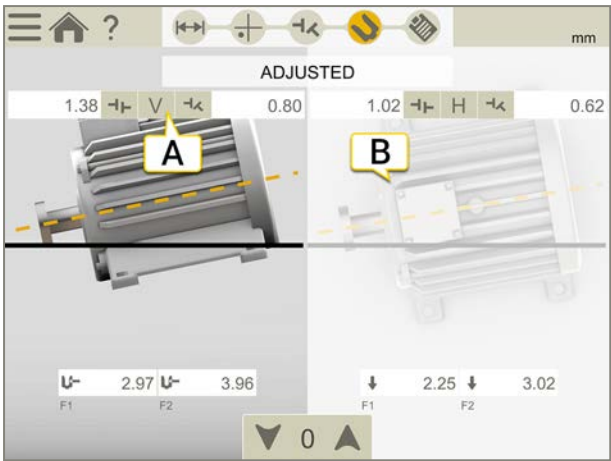 ?
mm
ADJUSTED
1.38 V 0.80
1.02 H 0.62
A
B
2.97 3.96
F1 F2
2.25 3.02
F1 F2
0